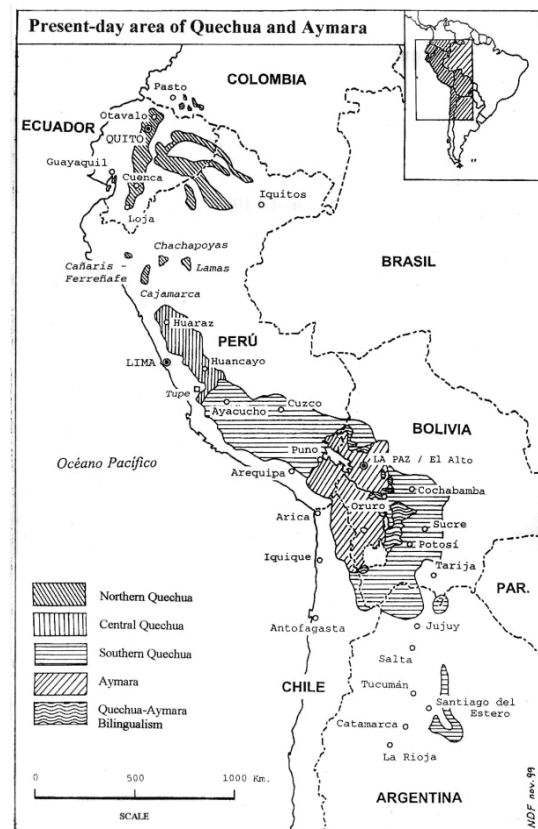 Present-day area of Quechua and Aymara
COLOMBIA
Pasto
Otavalo
ECUADOR
QUITO
Guayaquil
Cuenca
Iquitos
Loja
Chachapoyas
Cañaris -
Ferreñafe
Lamas
BRASIL
Cajamarca
Huaraz
PERÚ
LIMA
Huancayo
Tupe
Ayacucho
Cuzco
BOLIVIA
Puno
LA PAZ / El Alto
Océano Pacífico
Arequipa
Cochabamba
Oruro
Arica
Sucre
Potosí
Iquique
Tarija
PAR.
Northern Quechua
Central Quechua
Antofagasta
Jujuy
Southern Quechua
Salta
Aymara
Tucumán
CHILE
Santiago del
Estero
Quechua-Aymara
Bilingualism
Catamarca
La Rioja
0 500 1000 Km.
SCALE
ARGENTINA
NDF nov. 99